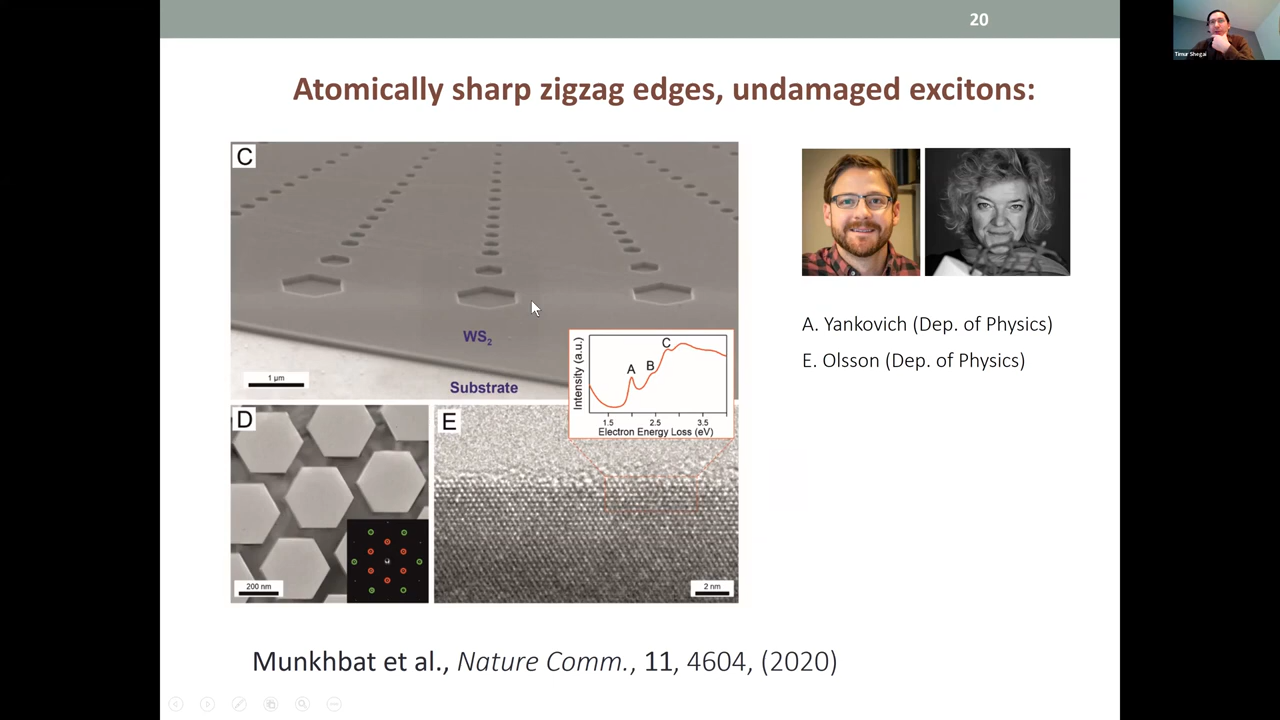 20
Timur Shegai
Atomically sharp zigzag edges, undamaged excitons:
C
WS₂
Substrate
1 μm
Intensity (a.u.)
A
B
C
1.5 2.5 3.5
Electron Energy Loss (eV)
D
200 nm
E
2 nm
A. Yankovich (Dep. of Physics)
E. Olsson (Dep. of Physics)
Munkhbat et al., Nature Comm., 11, 4604, (2020)